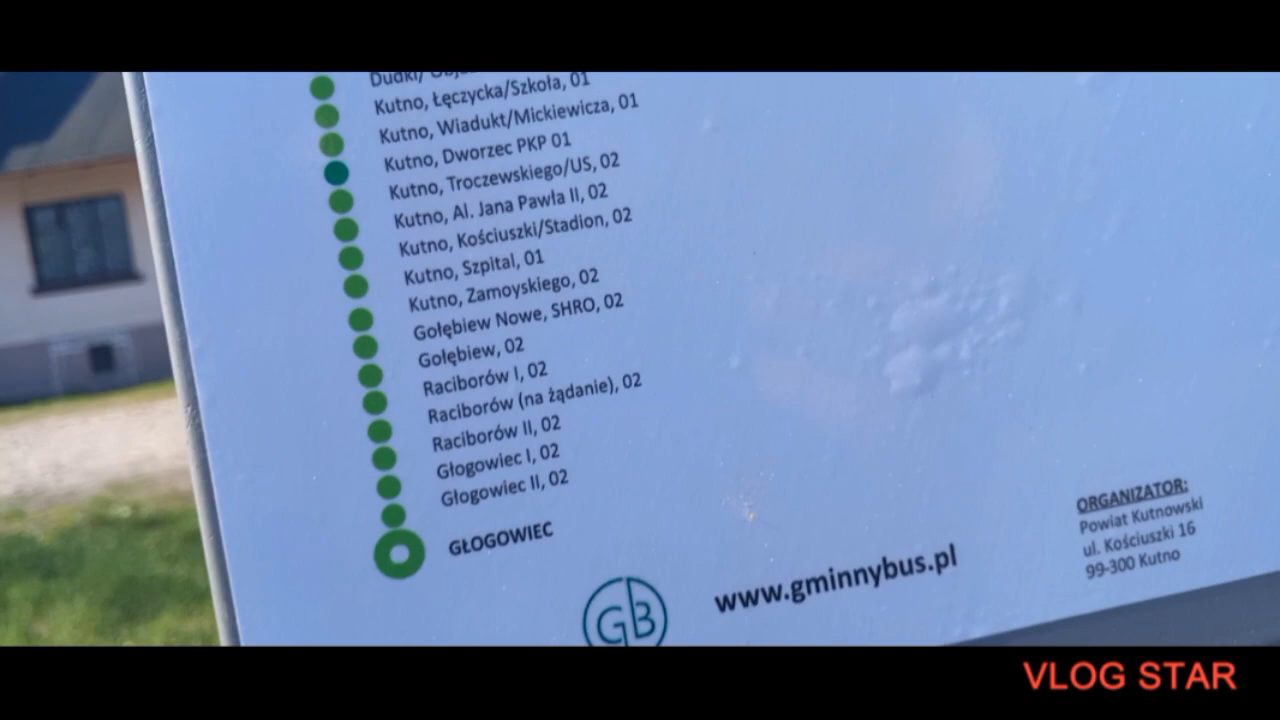 Dudki/
Kutno, Łęczycka/Szkoła, 01
Kutno, Wiadukt/Mickiewicza, 01
Kutno, Dworzec PKP 01
Kutno, Troczewskiego/US, 02
Kutno, Al. Jana Pawła II, 02
Kutno, Kościuszki/Stadion, 02
Kutno, Szpital, 01
Kutno, Zamoyskiego, 02
Gołębiew Nowe, SHRO, 02
Gołębiew, 02
Raciborów I, 02
Raciborów (na żądanie), 02
Raciborów II, 02
Głogowiec I, 02
Głogowiec II, 02
GŁOGOWIEC
GB
www.gminnybus.pl
ORGANIZATOR:
Powiat Kutnowski
ul. Kościuszki 16
99-300 Kutno
VLOG STAR